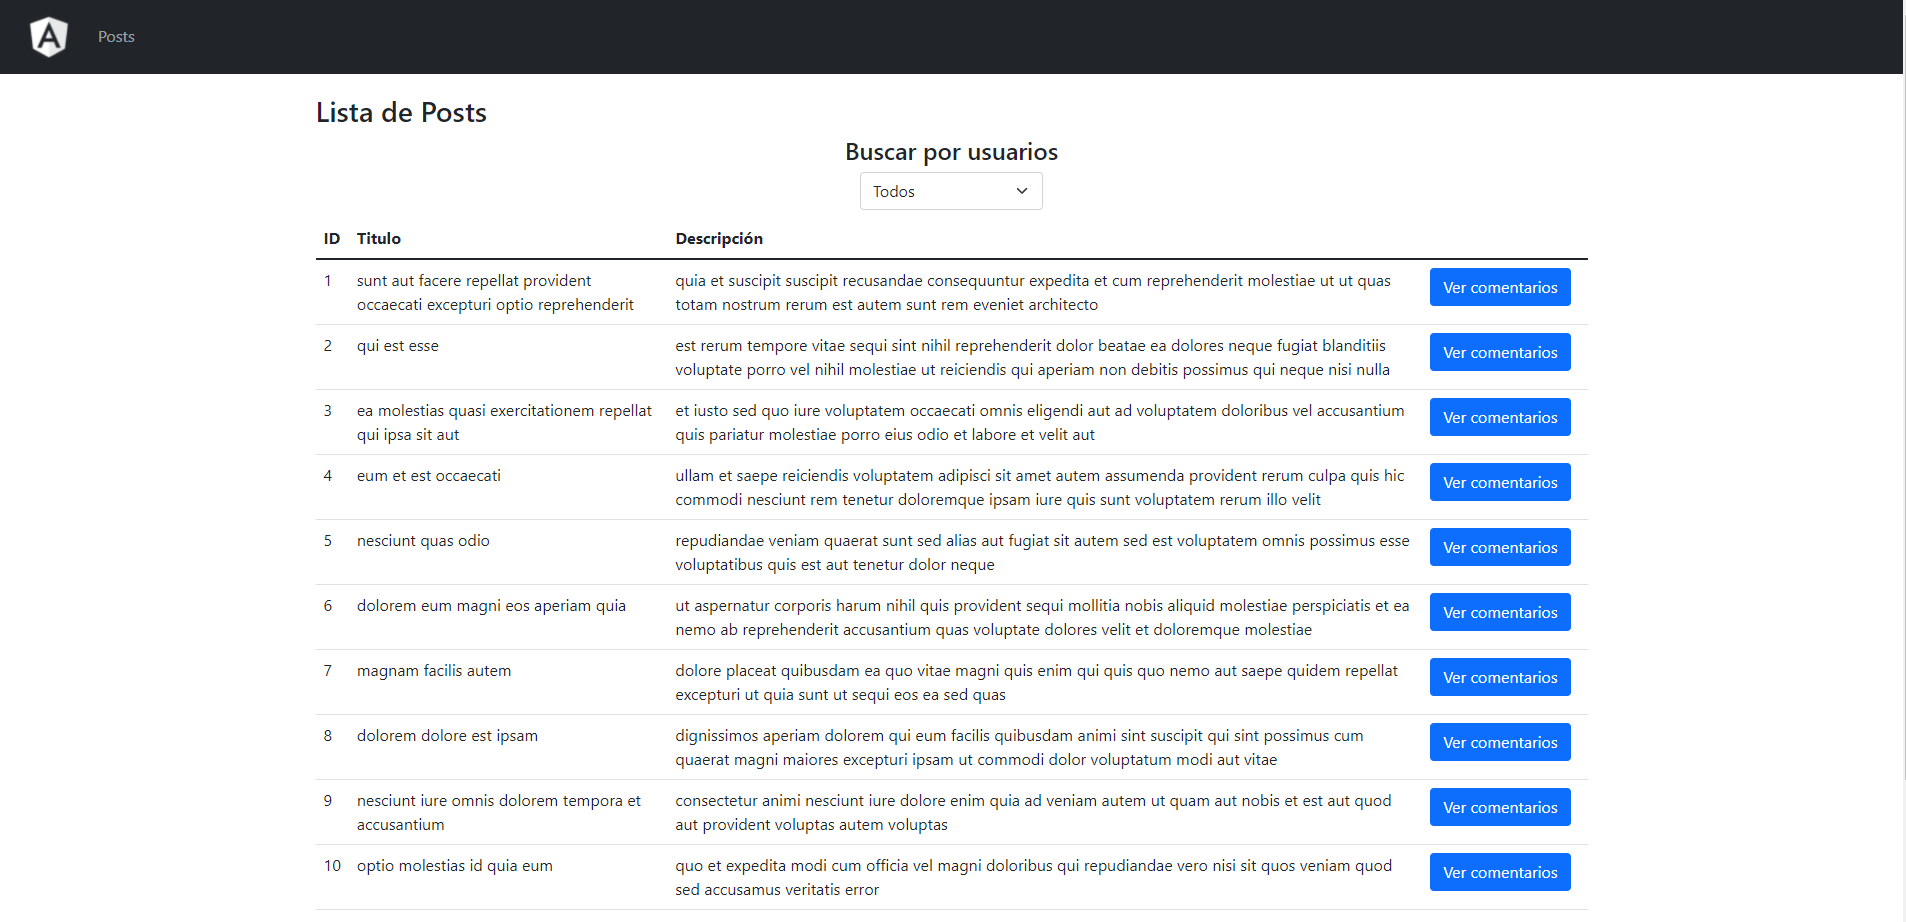 A
Posts
Lista de Posts
Buscar por usuarios
Todos
ID Titulo Descripción
1 sunt aut facere repellat provident quia et suscipit suscipit recusandae consequuntur expedita et cum reprehenderit molestiae ut ut quas Ver comentarios
occaecati excepturi optio reprehenderit totam nostrum rerum est autem sunt rem eveniet architecto
2 qui est esse est rerum tempore vitae sequi sint nihil reprehenderit dolor beatae ea dolores neque fugiat blanditiis Ver comentarios
voluptate porro vel nihil molestiae ut reiciendis qui aperiam non debitis possimus qui neque nisi nulla
3 ea molestias quasi exercitationem repellat et iusto sed quo iure voluptatem occaecati omnis eligendi aut ad voluptatem doloribus vel accusantium Ver comentarios
qui ipsa sit aut quis pariatur molestiae porro eius odio et labore et velit aut
4 eum et est occaecati ullam et saepe reiciendis voluptatem adipisci sit amet autem assumenda provident rerum culpa quis hic Ver comentarios
commodi nesciunt rem tenetur doloremque ipsam iure quis sunt voluptatem rerum illo velit
5 nesciunt quas odio repudiandae veniam quaerat sunt sed alias aut fugiat sit autem sed est voluptatem omnis possimus esse Ver comentarios
voluptatibus quis est aut tenetur dolor neque
6 dolorem eum magni eos aperiam quia ut aspernatur corporis harum nihil quis provident sequi mollitia nobis aliquid molestiae perspiciatis et ea Ver comentarios
nemo ab reprehenderit accusantium quas voluptate dolores velit et doloremque molestiae
7 magnam facilis autem dolore placeat quibusdam ea quo vitae magni quis enim qui quis quo nemo aut saepe quidem repellat Ver comentarios
excepturi ut quia sunt ut sequi eos ea sed quas
8 dolorem dolore est ipsam dignissimos aperiam dolorem qui eum facilis quibusdam animi sint suscipit qui sint possimus cum Ver comentarios
quaerat magni maiores excepturi ipsam ut commodi dolor voluptatum modi aut vitae
9 nesciunt iure omnis dolorem tempora et consectetur animi nesciunt iure dolore enim quia ad veniam autem ut quam aut nobis et est aut quod Ver comentarios
accusantium aut provident voluptas autem voluptas
10 optio molestias id quia eum quo et expedita modi cum officia vel magni doloribus qui repudiandae vero nisi sit quos veniam quod Ver comentarios
sed accusamus veritatis error